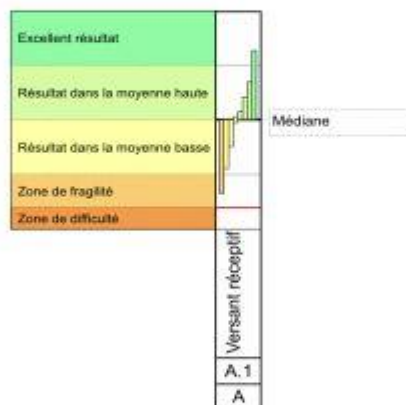 Excellent résultat
Résultat dans la moyenne haute
Médiane
Résultat dans la moyenne basse
Zone de fragilité
Zone de difficulté
Versant réceptif
A.1
A